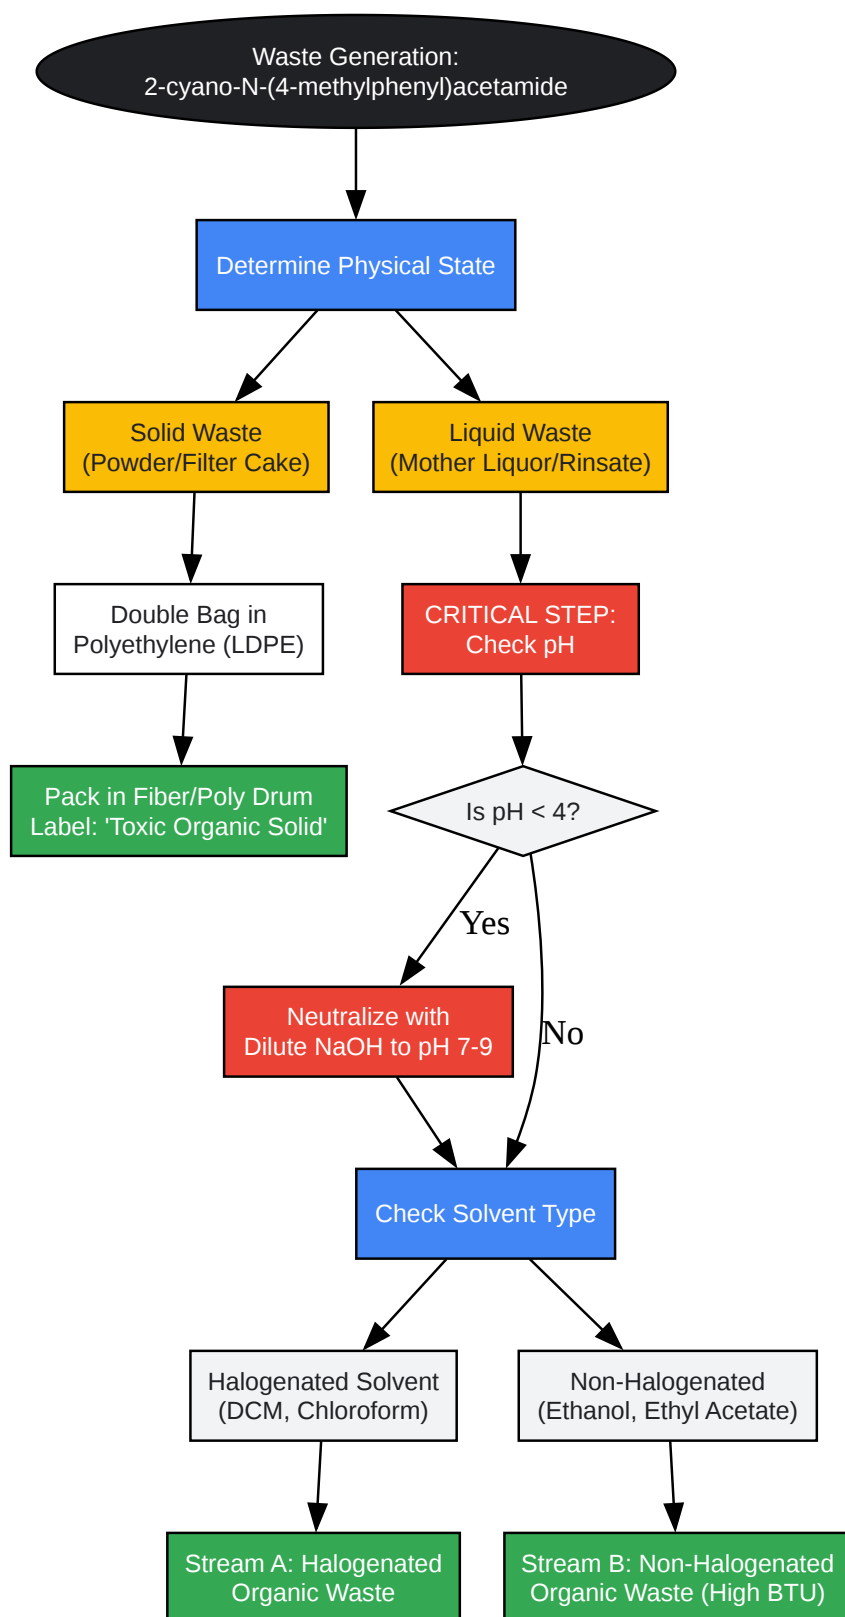 Waste Generation:
2-cyano-N-(4-methylphenyl)acetamide
Determine Physical State
Solid Waste
(Powder/Filter Cake)
Liquid Waste
(Mother Liquor/Rinsate)
Double Bag in
Polyethylene (LDPE)
CRITICAL STEP:
Check pH
Pack in Fiber/Poly Drum
Label: 'Toxic Organic Solid'
Is pH < 4?
Yes
Neutralize with
Dilute NaOH to pH 7-9
No
Check Solvent Type
Halogenated Solvent
(DCM, Chloroform)
Non-Halogenated
(Ethanol, Ethyl Acetate)
Stream A: Halogenated
Organic Waste
Stream B: Non-Halogenated
Organic Waste (High BTU)